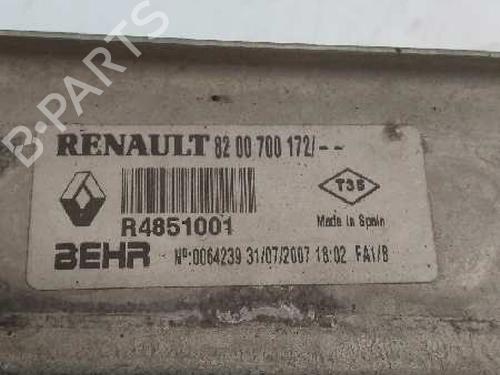 B-PARTS
RENAULT 82 00 700 172/--
T35
R4851001
Made in Spain
BEHR Nº:0064239 31/07/2007 18:02 FA1/B